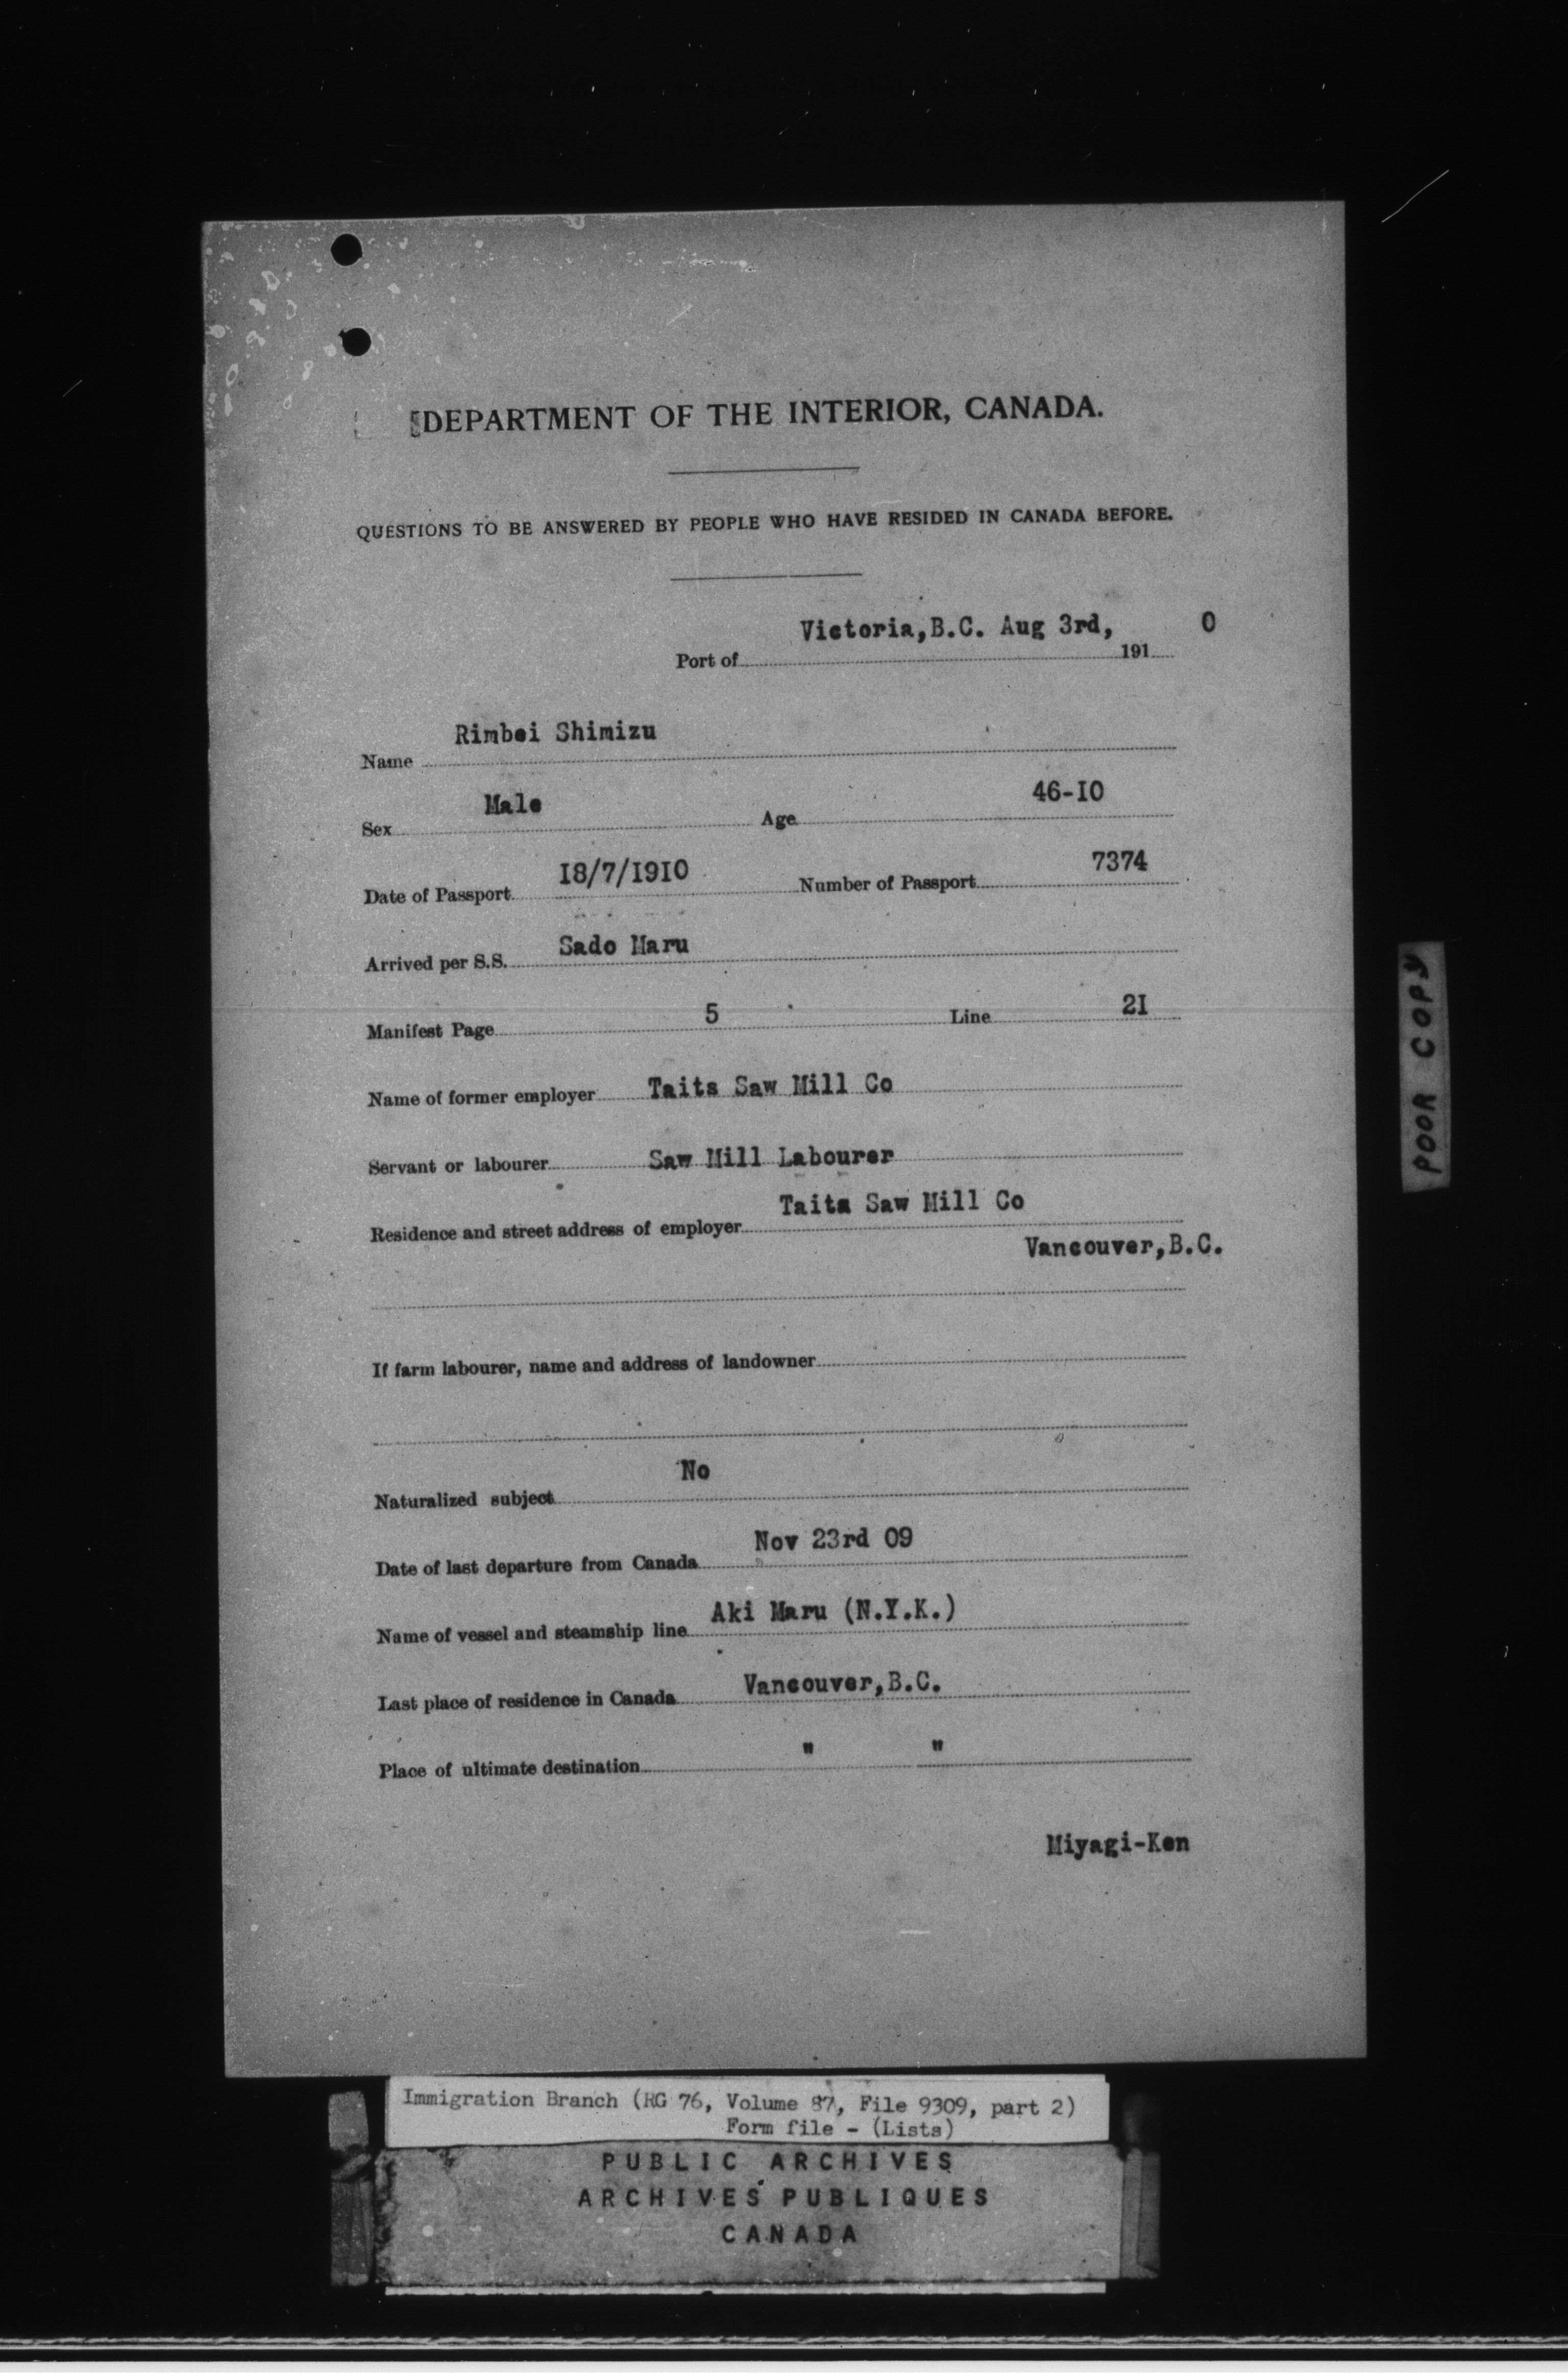 DEPARTMENT OF THE INTERIOR, CANADA.
QUESTIONS TO BE ANSWERED BY PEOPLE WHO HAVE RESIDED IN CANADA BEFORE.
Port of Victoria,B.C. Aug 3rd, 191 0
Name Rimbei Shimizu
Sex Male Age 46-I0
Date of Passport I8/7/I9I0 Number of Passport 7374
Arrived per S.S. Sado Maru
Manifest Page 5 Line 2I
Name of former employer Taits Saw Mill Co
Servant or labourer Saw Mill Labourer
Residence and street address of employer Taits Saw Mill Co
Vancouver,B.C.
If farm labourer, name and address of landowner
Naturalized subject No
Date of last departure from Canada Nov 23rd 09
Name of vessel and steamship line Aki Maru (N.Y.K.)
Last place of residence in Canada Vancouver,B.C.
Place of ultimate destination " "
Miyagi-Ken
POOR COPY
Immigration Branch (RG 76, Volume 87, File 9309, part 2)
Form file - (Lists)
PUBLIC ARCHIVES
ARCHIVES PUBLIQUES
CANADA